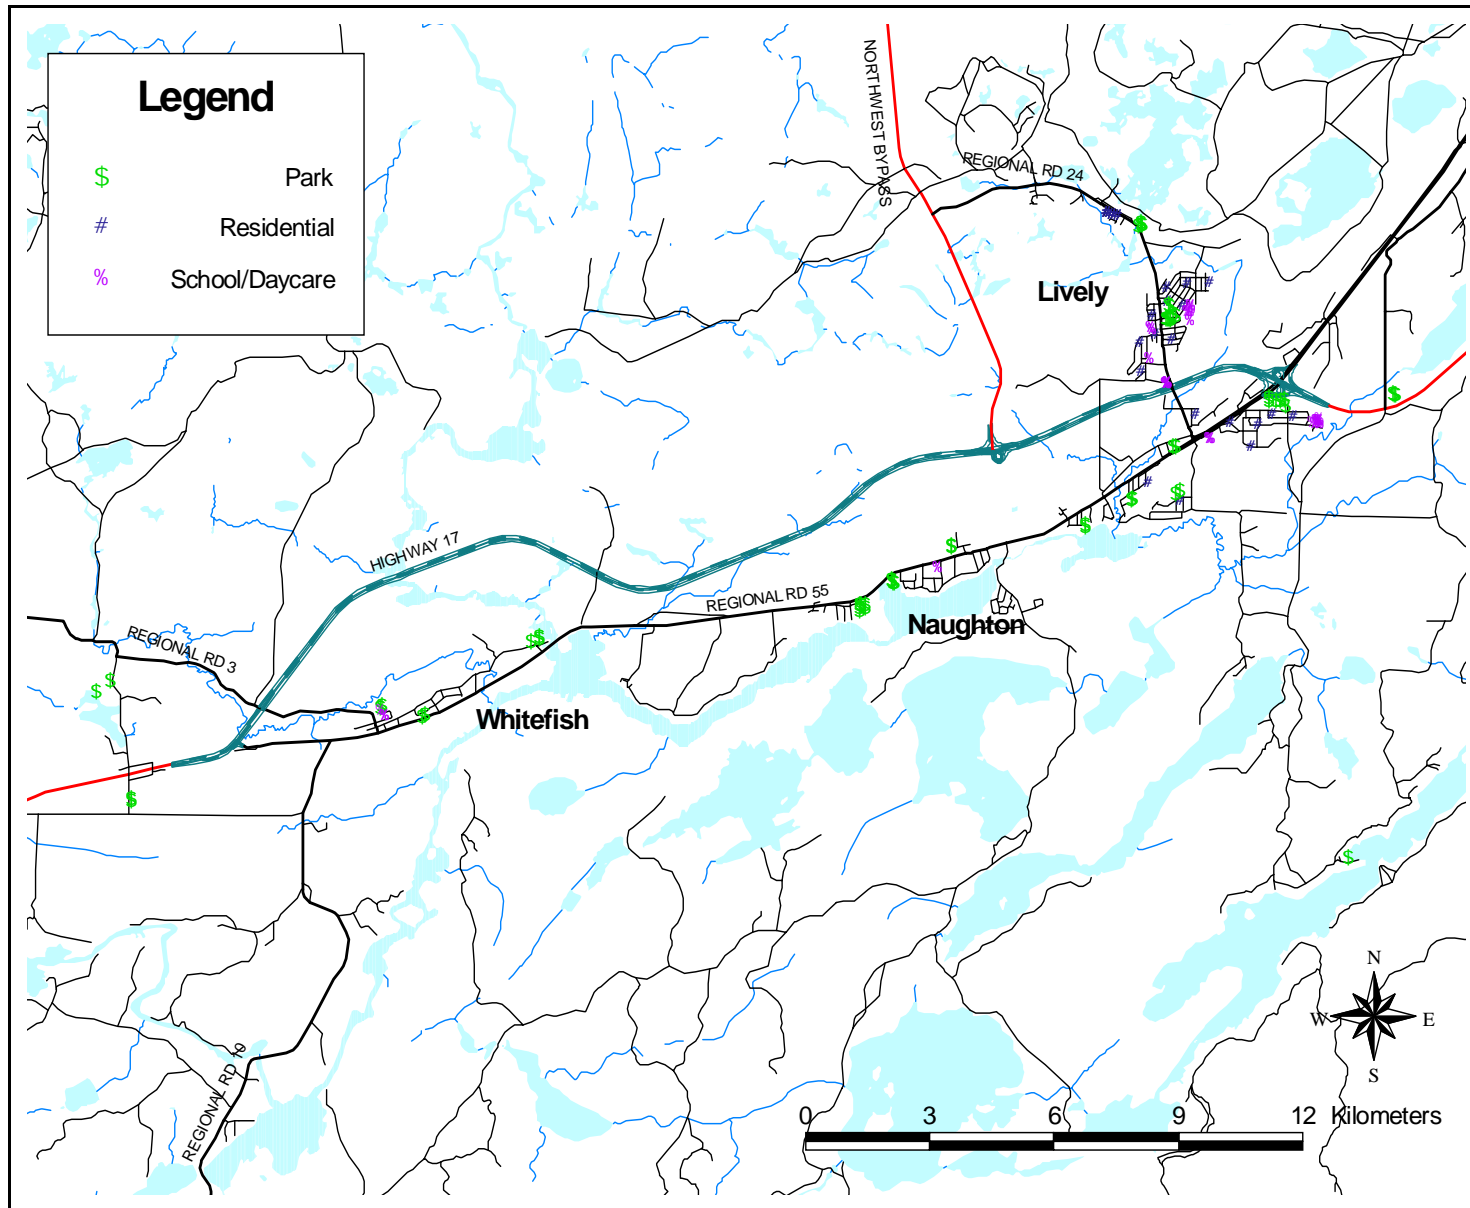 Legend
$ Park
# Residential
% School/Daycare
NORTHWEST BYPASS
REGIONAL RD 24
Lively
HIGHWAY 17
REGIONAL RD 55
Naughton
REGIONAL RD 3
Whitefish
REGIONAL RD 19
N
W E
S
0 3 6 9 12 Kilometers